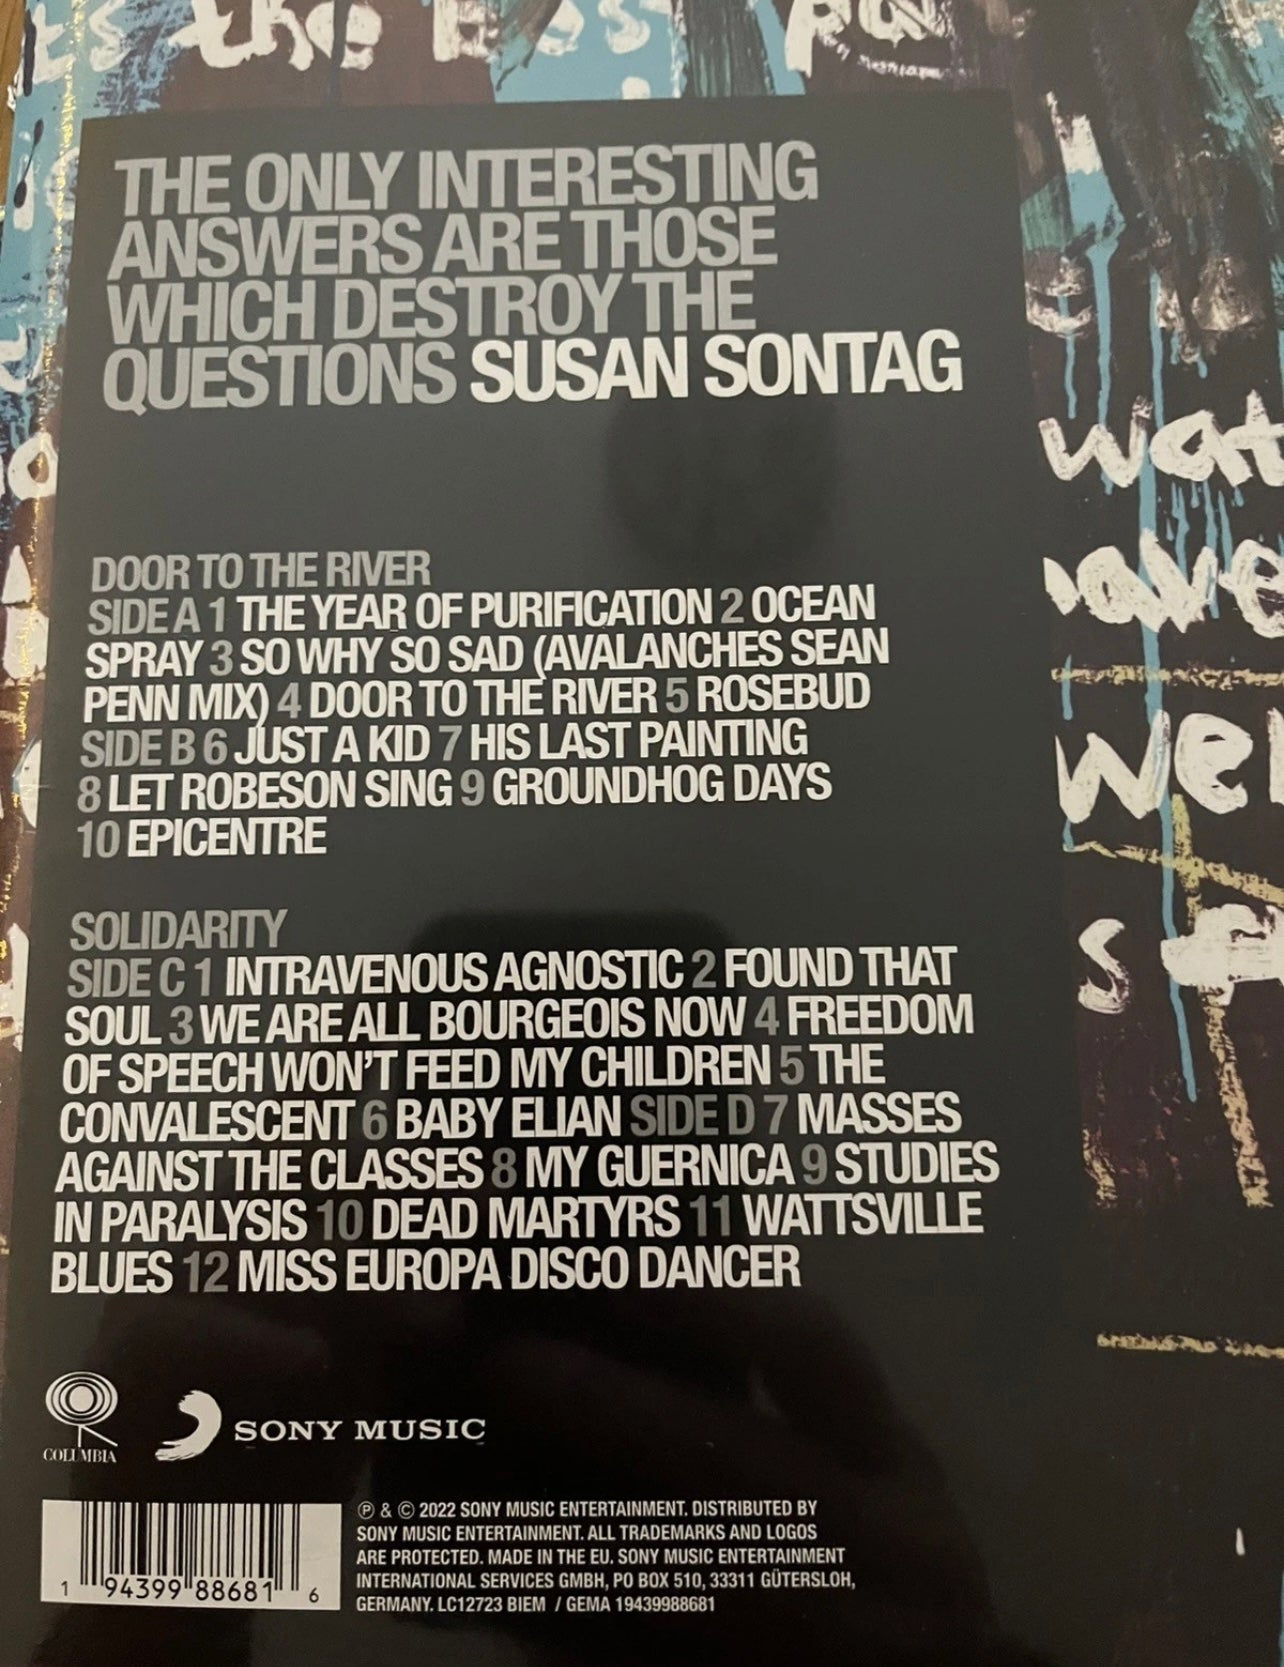 the
THE ONLY INTERESTING
ANSWERS ARE THOSE
WHICH DESTROY THE
QUESTIONS SUSAN SONTAG
DOOR TO THE RIVER
SIDE A 1 THE YEAR OF PURIFICATION 2 OCEAN
SPRAY 3 SO WHY SO SAD (AVALANCHES SEAN
PENN MIX) 4 DOOR TO THE RIVER 5 ROSEBUD
SIDE B 6 JUST A KID 7 HIS LAST PAINTING
8 LET ROBESON SING 9 GROUNDHOG DAYS
10 EPICENTRE
SOLIDARITY
SIDE C 1 INTRAVENOUS AGNOSTIC 2 FOUND THAT
SOUL 3 WE ARE ALL BOURGEOIS NOW 4 FREEDOM
OF SPEECH WON'T FEED MY CHILDREN 5 THE
CONVALESCENT 6 BABY ELIAN SIDE D 7 MASSES
AGAINST THE CLASSES 8 MY GUERNICA 9 STUDIES
IN PARALYSIS 10 DEAD MARTYRS 11 WATTSVILLE
BLUES 12 MISS EUROPA DISCO DANCER
COLUMBIA
SONY MUSIC
1 94399 88681 6
℗ & © 2022 SONY MUSIC ENTERTAINMENT. DISTRIBUTED BY
SONY MUSIC ENTERTAINMENT. ALL TRADEMARKS AND LOGOS
ARE PROTECTED. MADE IN THE EU. SONY MUSIC ENTERTAINMENT
INTERNATIONAL SERVICES GMBH, PO BOX 510, 33311 GÜTERSLOH,
GERMANY. LC12723 BIEM / GEMA 19439988681